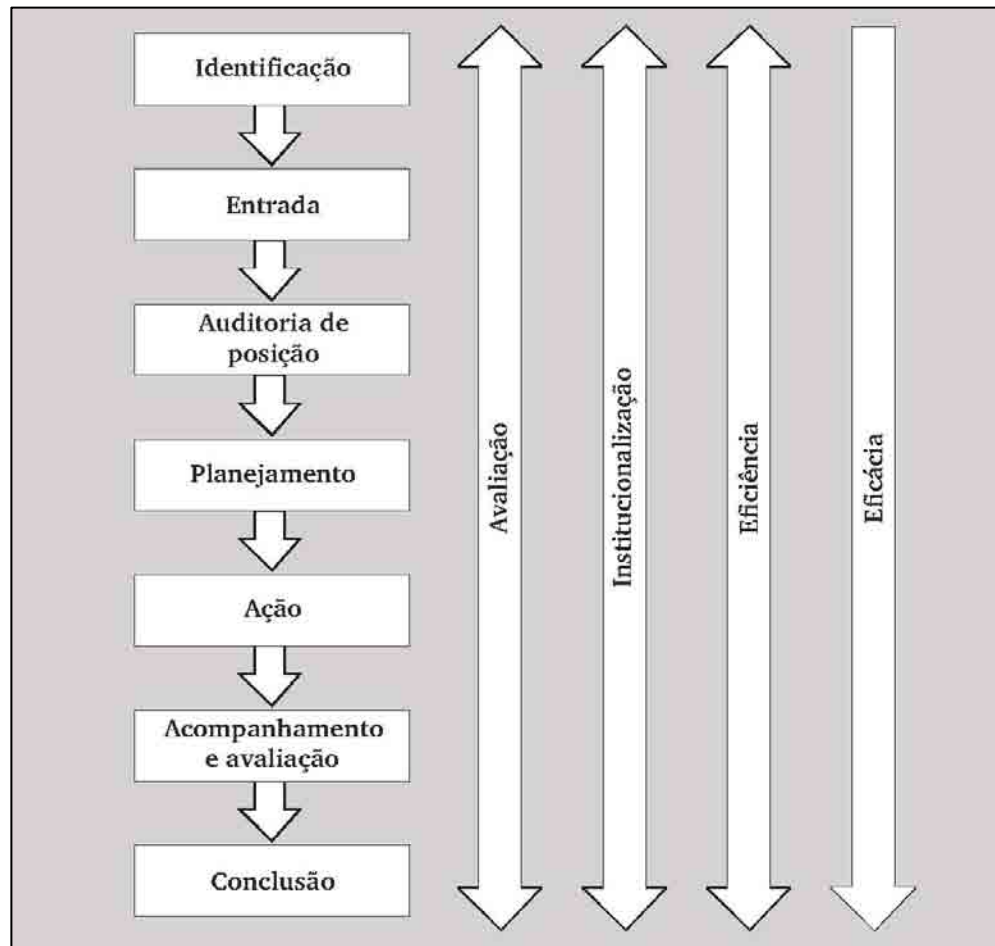 Identificação
Entrada
Auditoria de
posição
Planejamento
Ação
Acompanhamento
e avaliação
Conclusão
Avaliação
Institucionalização
Eficiência
Eficácia